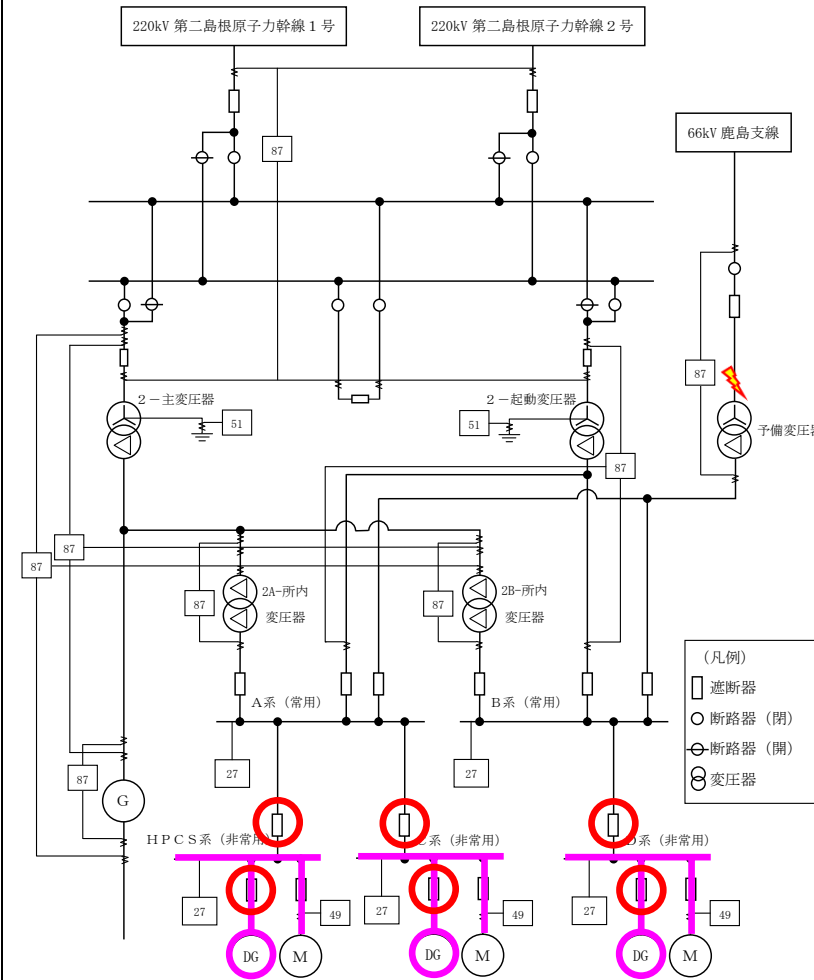 220kV 第二島根原子力幹線１号
220kV 第二島根原子力幹線２号
66kV 鹿島支線
87
87
２－主変圧器
51
２－起動変圧器
51
予備変圧器
87
87
87
2A-所内
変圧器
87
2B-所内
変圧器
87
87
(凡例)
遮断器
断路器（閉）
断路器（開）
変圧器
Ａ系（常用）
Ｂ系（常用）
27
27
87
G
ＨＰＣＳ系（非常用）
Ｃ系（非常用）
Ｄ系（非常用）
27
49
27
49
27
49
DG
M
DG
M
DG
M